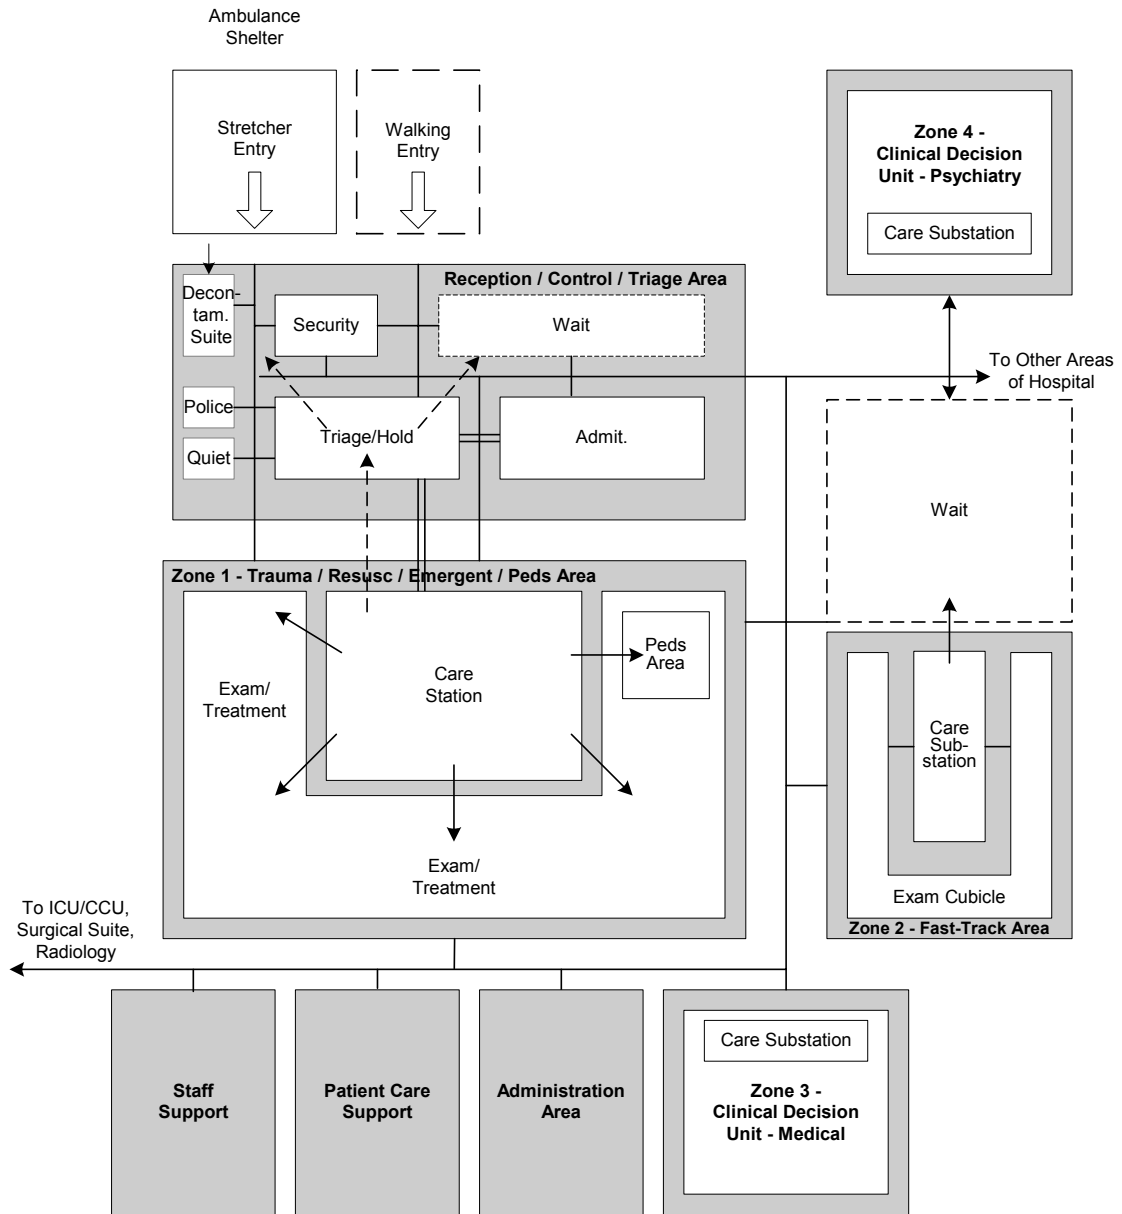 Ambulance
Shelter
Stretcher
Entry
Walking
Entry
Zone 4 -
Clinical Decision
Unit - Psychiatry
Care Substation
Reception / Control / Triage Area
Decon-
tam.
Suite
Security
Wait
To Other Areas
of Hospital
Police
Triage/Hold
Admit.
Quiet
Wait
Zone 1 - Trauma / Resusc / Emergent / Peds Area
Peds
Area
Exam/
Treatment
Care
Station
Care
Sub-
station
Exam/
Treatment
Exam Cubicle
Zone 2 - Fast-Track Area
To ICU/CCU,
Surgical Suite,
Radiology
Staff
Support
Patient Care
Support
Administration
Area
Care Substation
Zone 3 -
Clinical Decision
Unit - Medical